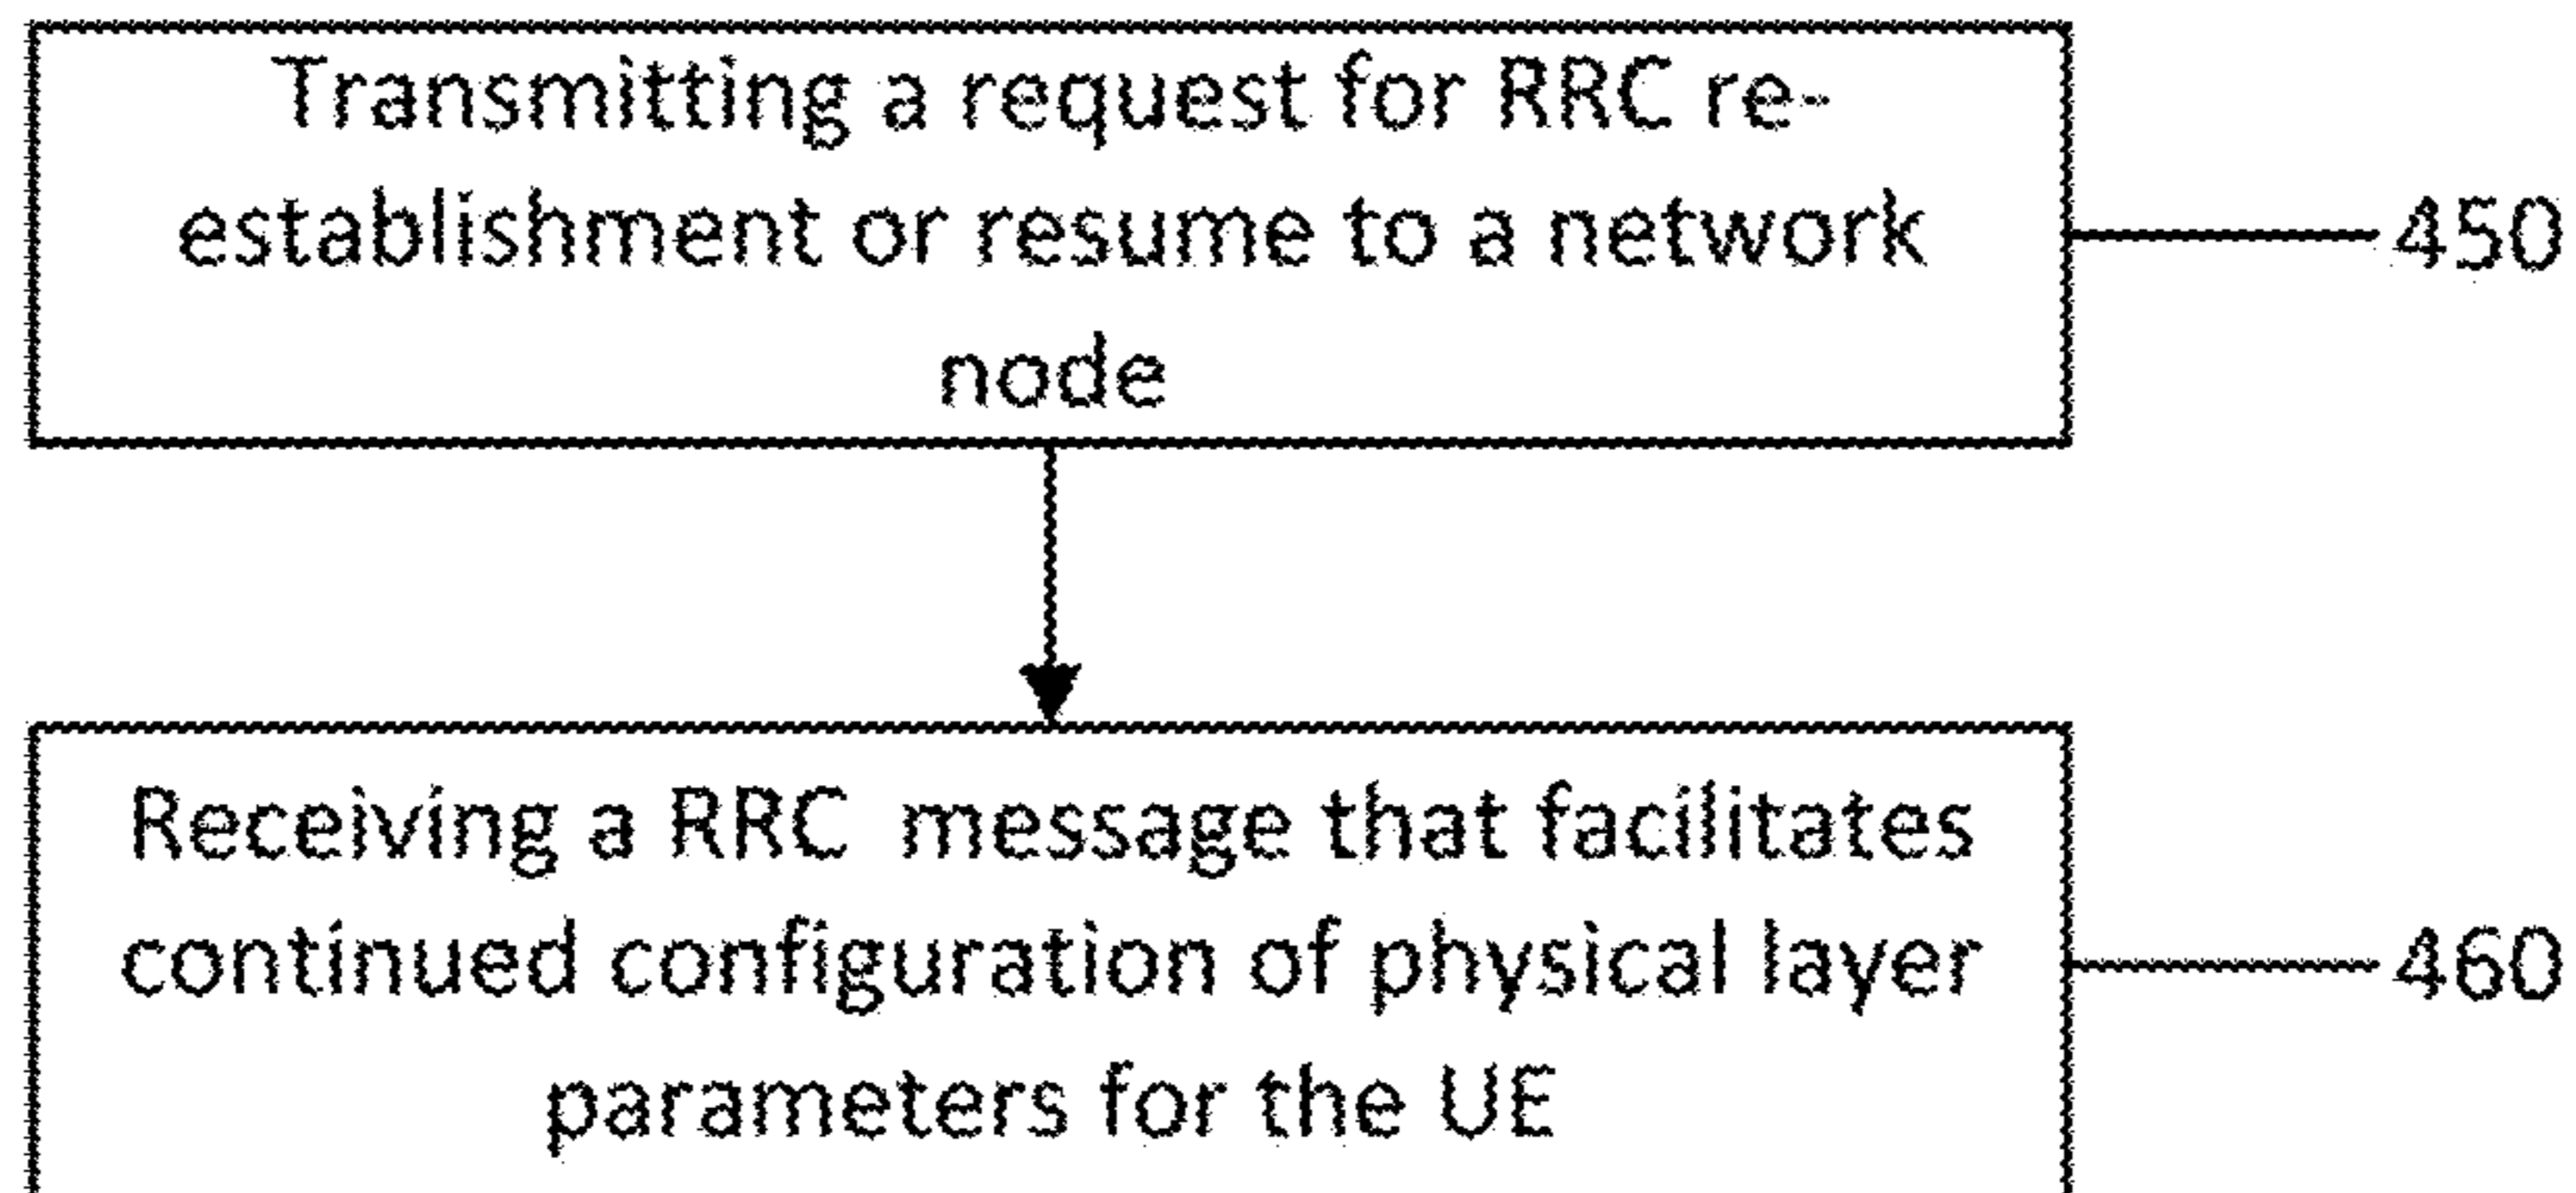 Transmitting a request for RRC re-
establishment or resume to a network
node
450
Receiving a RRC message that facilitates
continued configuration of physical layer
parameters for the UE
460